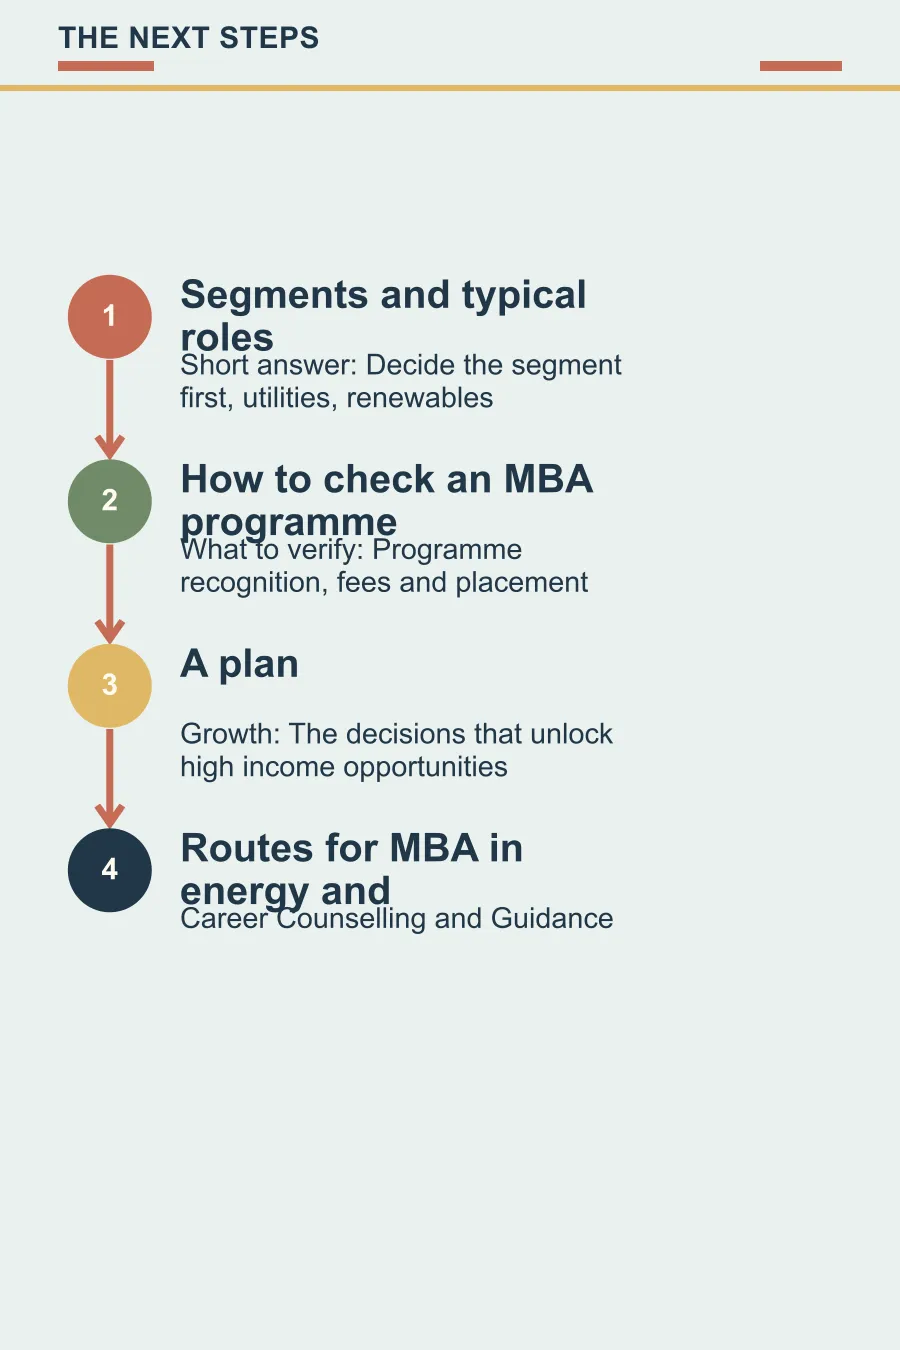 THE NEXT STEPS
1
Segments and typical
roles
Short answer: Decide the segment
first, utilities, renewables
2
How to check an MBA
programme
What to verify: Programme
recognition, fees and placement
3
A plan
Growth: The decisions that unlock
high income opportunities
4
Routes for MBA in
energy and
Career Counselling and Guidance